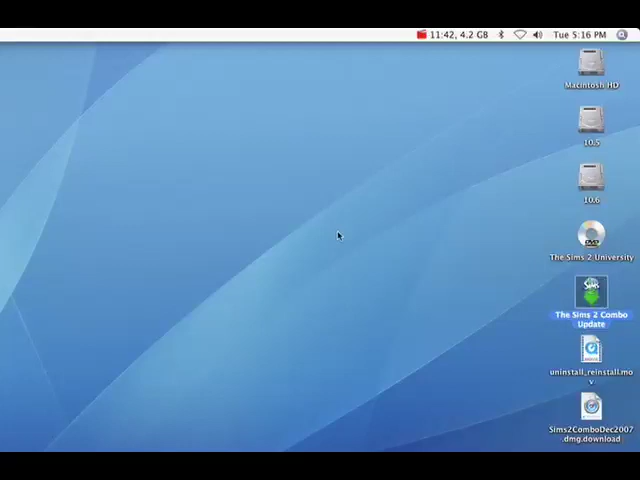 11:42, 4.2 GB Tue 5:16 PM
Macintosh HD
10.5
10.6
DVD
The Sims 2 University
The Sims 2 Combo
Update
uninstall_reinstall.mo
v
Sims2ComboDec2007
.dmg.download